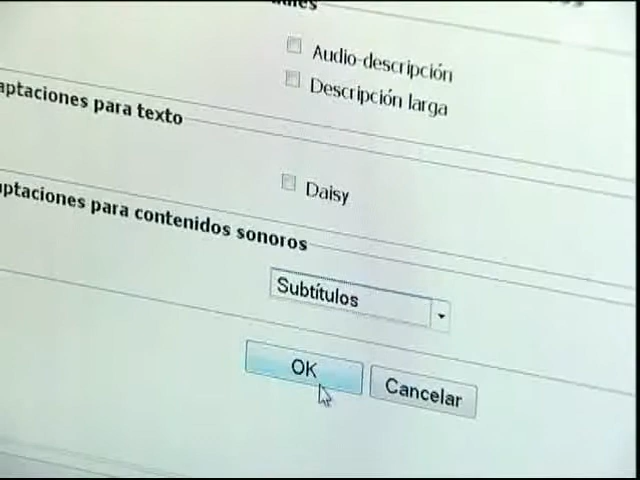 Audio-descripción
Descripción larga
aptaciones para texto
Daisy
aptaciones para contenidos sonoros
Subtítulos
OK
Cancelar